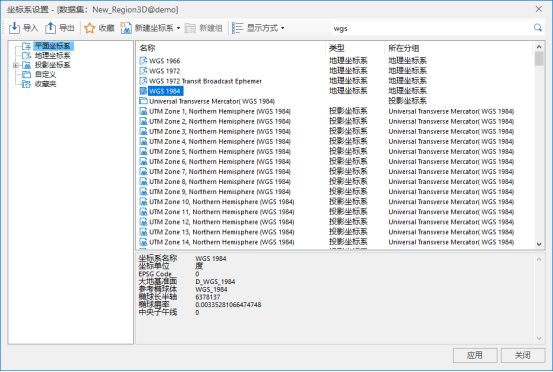 坐标系设置 - [数据集: New_Region3D@demo]
导入 导出 收藏 新建坐标系 新建组 显示方式 wgs
平面坐标系
地理坐标系
投影坐标系
自定义
收藏夹
名称 类型 所在分组
WGS 1966 地理坐标系 地理坐标系
WGS 1972 地理坐标系 地理坐标系
WGS 1972 Transit Broadcast Ephemer 地理坐标系 地理坐标系
WGS 1984 地理坐标系 地理坐标系
Universal Transverse Mercator( WGS 1984) 投影坐标系
UTM Zone 1, Northern Hemisphere (WGS 1984) 投影坐标系 Universal Transverse Mercator( WGS 1984)
UTM Zone 2, Northern Hemisphere (WGS 1984) 投影坐标系 Universal Transverse Mercator( WGS 1984)
UTM Zone 3, Northern Hemisphere (WGS 1984) 投影坐标系 Universal Transverse Mercator( WGS 1984)
UTM Zone 4, Northern Hemisphere (WGS 1984) 投影坐标系 Universal Transverse Mercator( WGS 1984)
UTM Zone 5, Northern Hemisphere (WGS 1984) 投影坐标系 Universal Transverse Mercator( WGS 1984)
UTM Zone 6, Northern Hemisphere (WGS 1984) 投影坐标系 Universal Transverse Mercator( WGS 1984)
UTM Zone 7, Northern Hemisphere (WGS 1984) 投影坐标系 Universal Transverse Mercator( WGS 1984)
UTM Zone 8, Northern Hemisphere (WGS 1984) 投影坐标系 Universal Transverse Mercator( WGS 1984)
UTM Zone 9, Northern Hemisphere (WGS 1984) 投影坐标系 Universal Transverse Mercator( WGS 1984)
UTM Zone 10, Northern Hemisphere (WGS 1984) 投影坐标系 Universal Transverse Mercator( WGS 1984)
UTM Zone 11, Northern Hemisphere (WGS 1984) 投影坐标系 Universal Transverse Mercator( WGS 1984)
UTM Zone 12, Northern Hemisphere (WGS 1984) 投影坐标系 Universal Transverse Mercator( WGS 1984)
UTM Zone 13, Northern Hemisphere (WGS 1984) 投影坐标系 Universal Transverse Mercator( WGS 1984)
UTM Zone 14, Northern Hemisphere (WGS 1984) 投影坐标系 Universal Transverse Mercator( WGS 1984)
坐标系名称 WGS 1984
坐标单位 度
EPSG Code 0
大地基准面 D_WGS_1984
参考椭球体 WGS_1984
椭球长半轴 6378137
椭球扁率 0.00335281066474748
中央子午线 0
应用 关闭